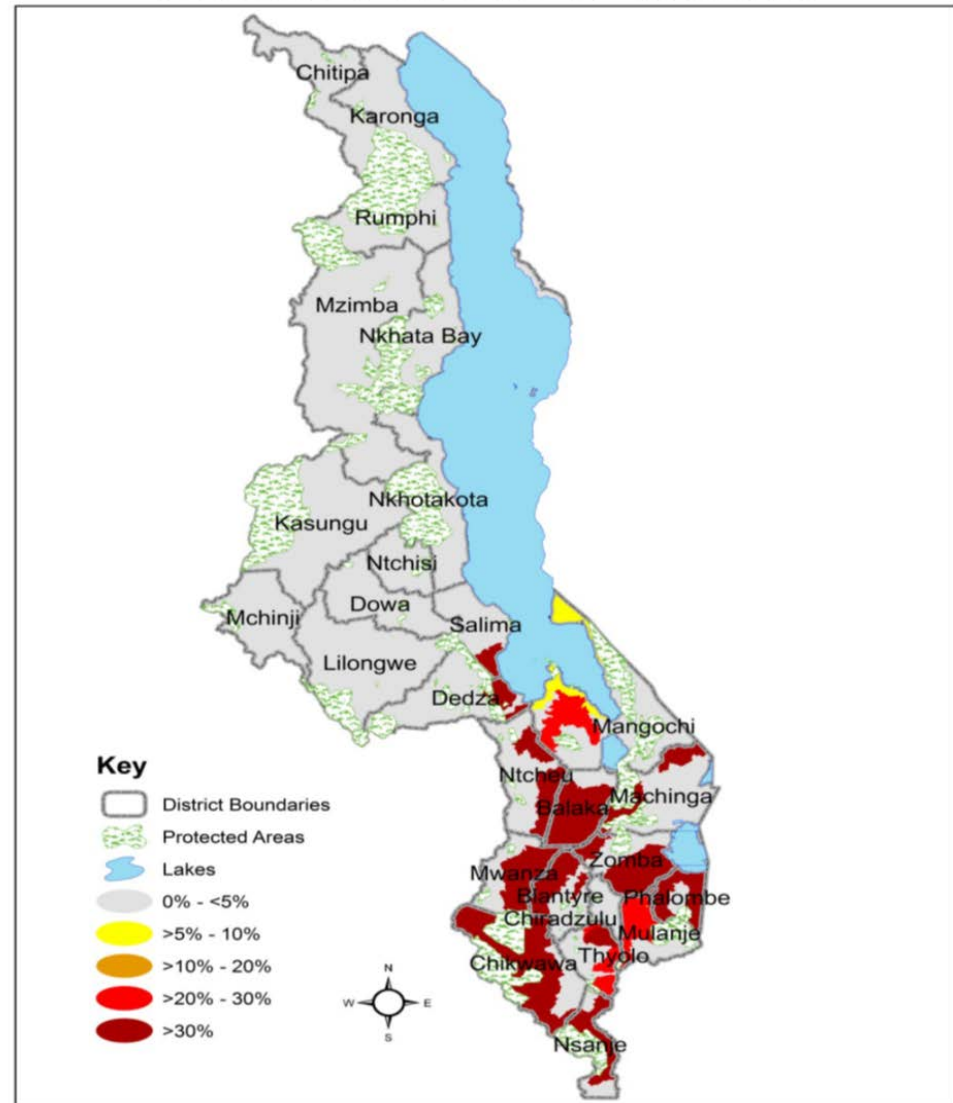 Chitipa
Karonga
Rumphi
Mzimba
Nkhata Bay
Nkhotakota
Kasungu
Ntchisi
Dowa
Mchinji
Salima
Lilongwe
Dedza
Mangochi
Ntcheu
Machinga
Balaka
Zomba
Mwanza
Blantyre
Phalombe
Chiradzulu
Mulanje
Thyolo
Chikwawa
Nsanje
Key
District Boundaries
Protected Areas
Lakes
0% - <5%
>5% - 10%
>10% - 20%
>20% - 30%
>30%
N
W E
S